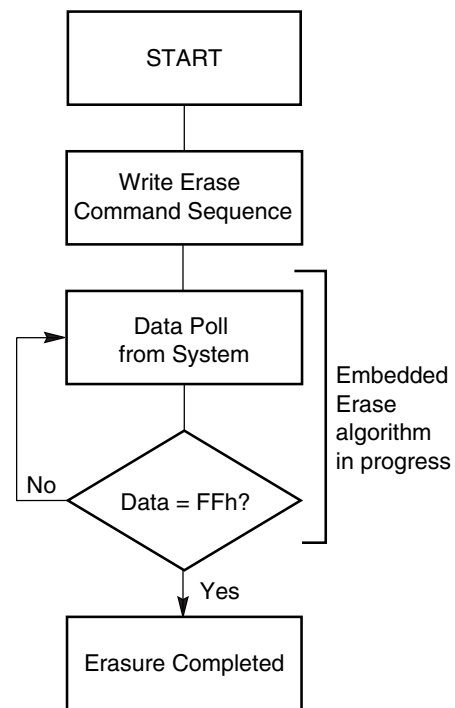 START
Write Erase
Command Sequence
Data Poll
from System
Embedded
Erase
algorithm
in progress
No
Data = FFh?
Yes
Erasure Completed